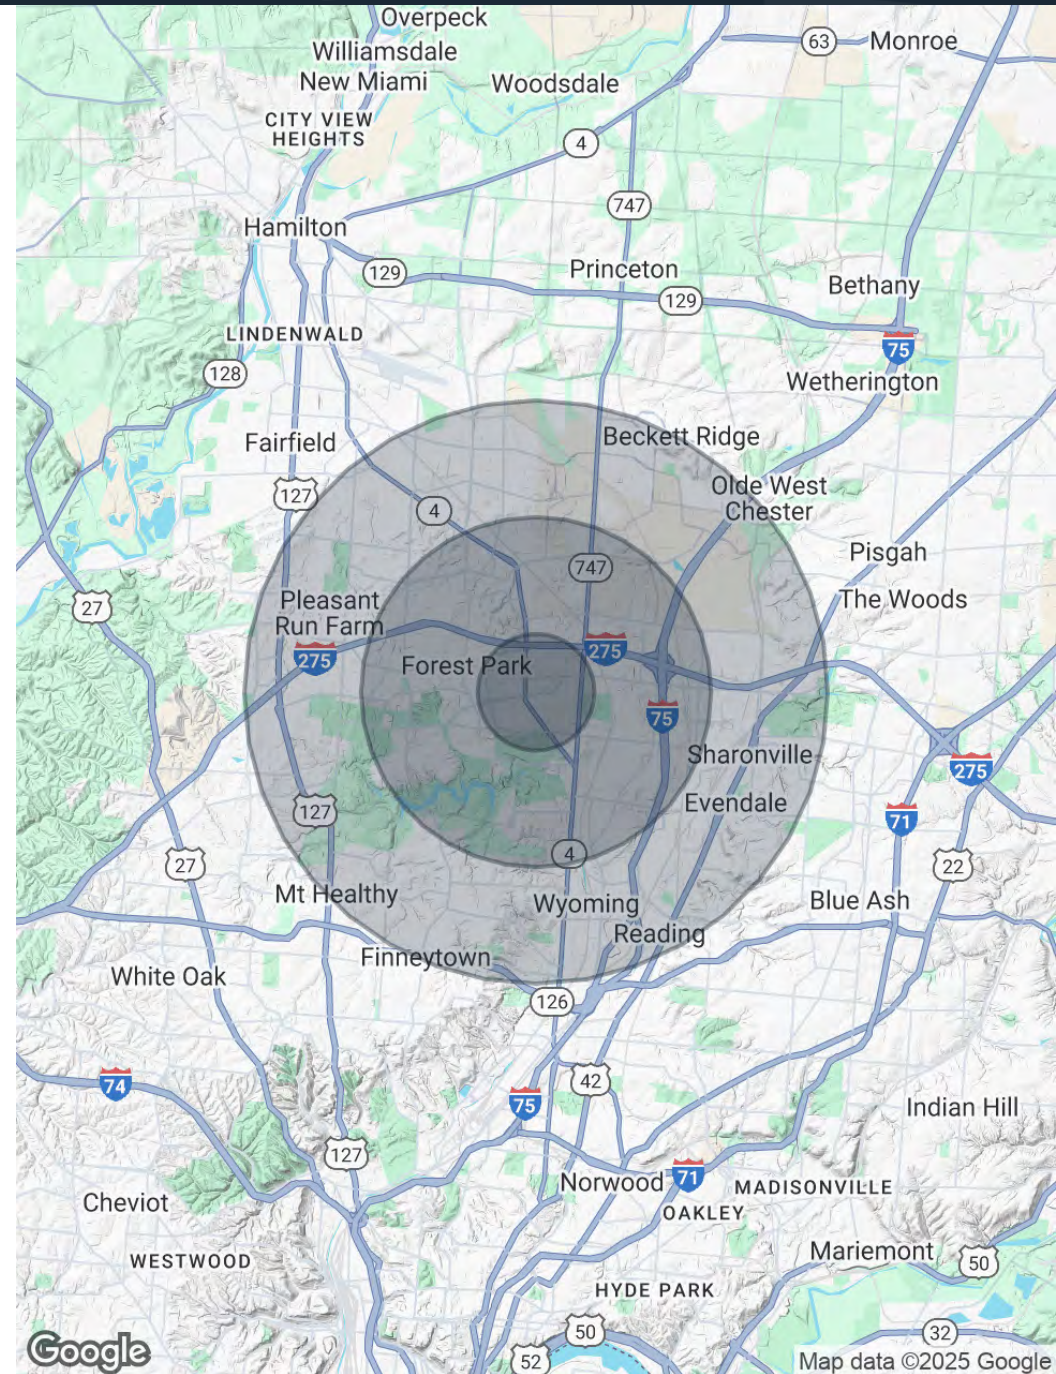 Overpeck
Williamsdale
New Miami
Woodsdale
63
Monroe
CITY VIEW
HEIGHTS
4
747
Hamilton
129
Princeton
129
Bethany
LINDENWALD
75
128
Wetherington
Fairfield
Beckett Ridge
127
Olde West
Chester
4
Pisgah
747
27
Pleasant
Run Farm
The Woods
275
275
Forest Park
75
Sharonville
275
Evendale
127
71
4
27
22
Mt Healthy
Wyoming
Blue Ash
Reading
Finneytown
White Oak
126
74
42
75
Indian Hill
127
Norwood
71
MADISONVILLE
Cheviot
OAKLEY
WESTWOOD
Mariemont
50
HYDE PARK
50
32
Google
52
Map data ©2025 Google